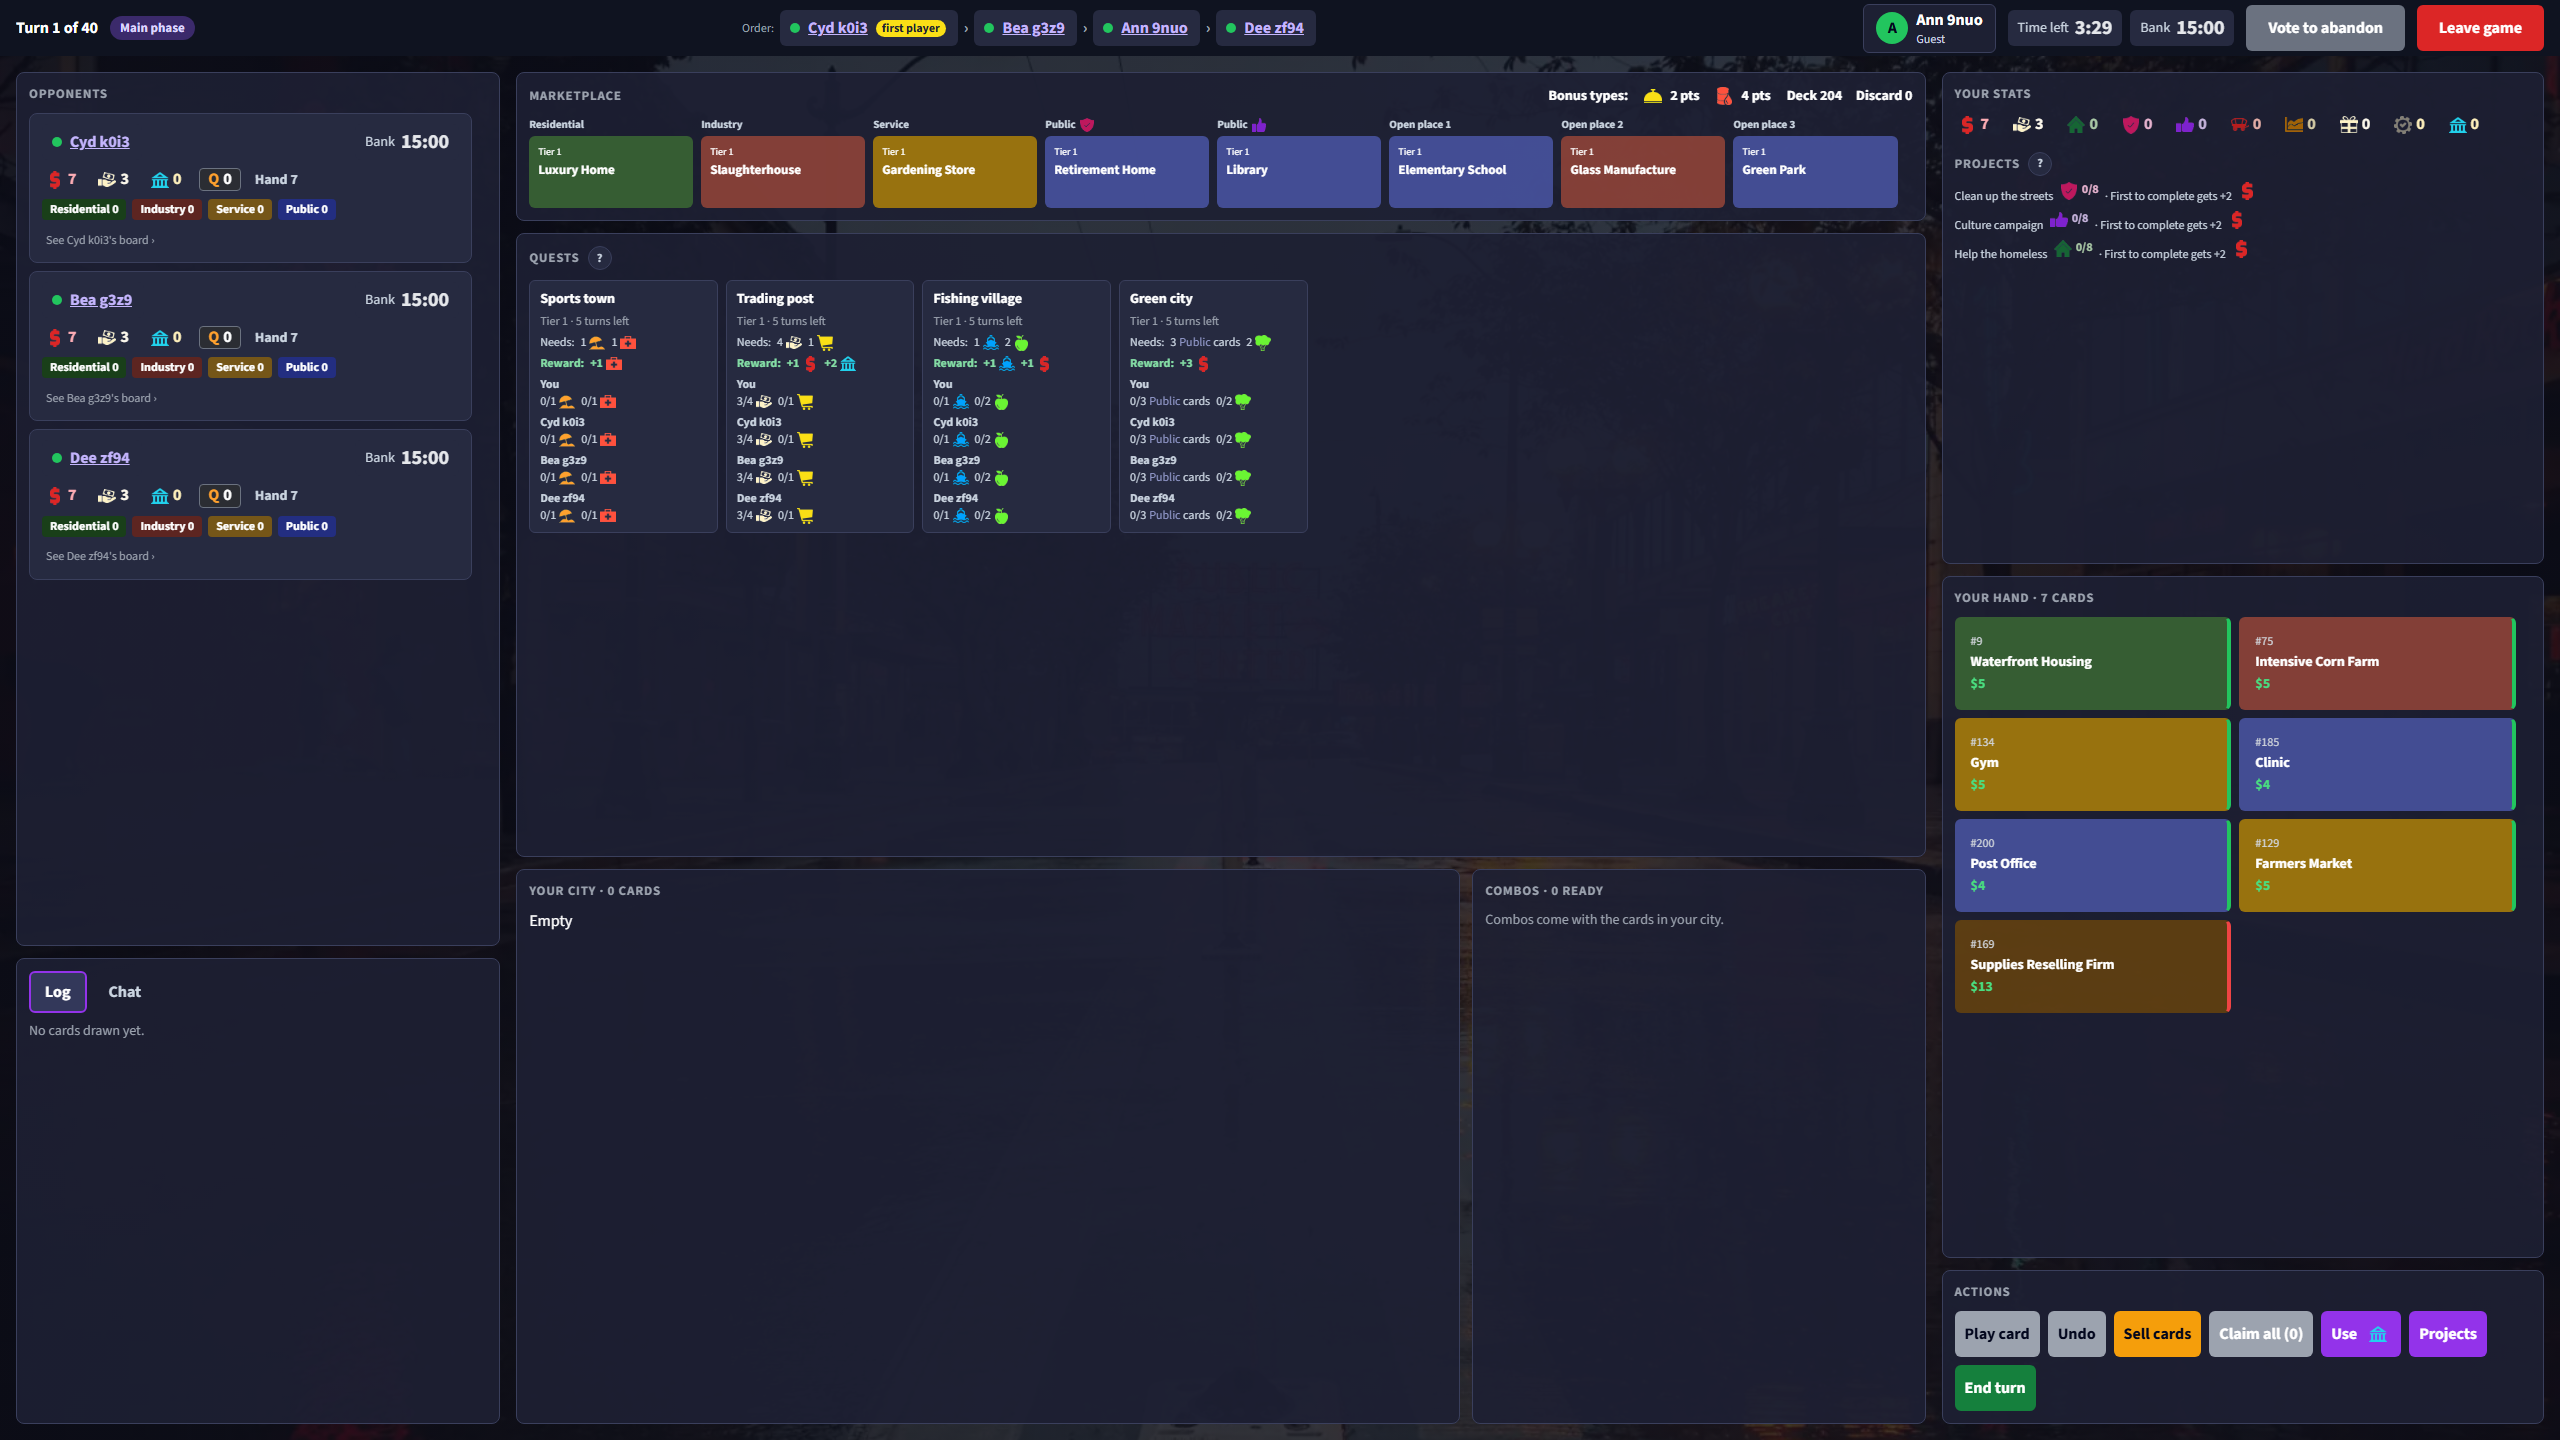 Turn 1 of 40 Main phase
Order: Cyd k0i3 first player › Bea g3z9 › Ann 9nuo › Dee zf94
A Ann 9nuo
Guest
Time left 3:29 Bank 15:00 Vote to abandon Leave game
OPPONENTS
Cyd k0i3 Bank 15:00
7 3 0 Q 0 Hand 7
Residential 0 Industry 0 Service 0 Public 0
See Cyd k0i3's board ›
Bea g3z9 Bank 15:00
7 3 0 Q 0 Hand 7
Residential 0 Industry 0 Service 0 Public 0
See Bea g3z9's board ›
Dee zf94 Bank 15:00
7 3 0 Q 0 Hand 7
Residential 0 Industry 0 Service 0 Public 0
See Dee zf94's board ›
Log Chat
No cards drawn yet.
MARKETPLACE
Bonus types: 2 pts 4 pts Deck 204 Discard 0
Residential
Tier 1
Luxury Home
Industry
Tier 1
Slaughterhouse
Service
Tier 1
Gardening Store
Public
Tier 1
Retirement Home
Public
Tier 1
Library
Open place 1
Tier 1
Elementary School
Open place 2
Tier 1
Glass Manufacture
Open place 3
Tier 1
Green Park
QUESTS ?
Sports town
Tier 1 · 5 turns left
Needs: 1 1
Reward: +1
You
0/1 0/1
Cyd k0i3
0/1 0/1
Bea g3z9
0/1 0/1
Dee zf94
0/1 0/1
Trading post
Tier 1 · 5 turns left
Needs: 4 1
Reward: +1 +2
You
3/4 0/1
Cyd k0i3
3/4 0/1
Bea g3z9
3/4 0/1
Dee zf94
3/4 0/1
Fishing village
Tier 1 · 5 turns left
Needs: 1 2
Reward: +1 +1
You
0/1 0/2
Cyd k0i3
0/1 0/2
Bea g3z9
0/1 0/2
Dee zf94
0/1 0/2
Green city
Tier 1 · 5 turns left
Needs: 3 Public cards 2
Reward: +3
You
0/3 Public cards 0/2
Cyd k0i3
0/3 Public cards 0/2
Bea g3z9
0/3 Public cards 0/2
Dee zf94
0/3 Public cards 0/2
YOUR CITY · 0 CARDS
Empty
COMBOS · 0 READY
Combos come with the cards in your city.
YOUR STATS
7 3 0 0 0 0 0 0 0 0
PROJECTS ?
Clean up the streets 0/8 · First to complete gets +2
Culture campaign 0/8 · First to complete gets +2
Help the homeless 0/8 · First to complete gets +2
YOUR HAND · 7 CARDS
#9
Waterfront Housing
$5
#75
Intensive Corn Farm
$5
#134
Gym
$5
#185
Clinic
$4
#200
Post Office
$4
#129
Farmers Market
$5
#169
Supplies Reselling Firm
$13
ACTIONS
Play card Undo Sell cards Claim all (0) Use Projects
End turn